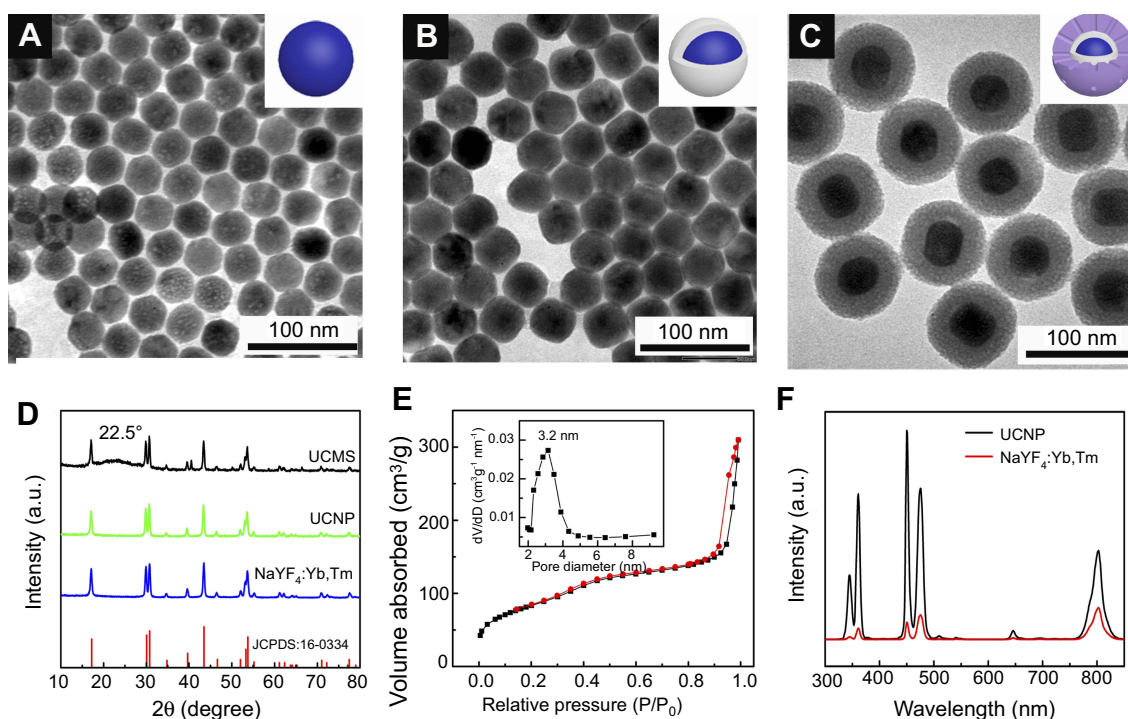 A
B
C
100 nm
100 nm
100 nm
D
22.5°
UCMS
UCNP
NaYF₄:Yb,Tm
JCPDS:16-0334
Intensity (a.u.)
10 20 30 40 50 60 70 80
2θ (degree)
E
3.2 nm
dV/dD (cm³g⁻¹ nm⁻¹)
0.03
0.02
0.01
2 4 6 8
Pore diameter (nm)
Volume absorbed (cm³/g)
300
200
100
0
0.0 0.2 0.4 0.6 0.8 1.0
Relative pressure (P/P₀)
F
UCNP
NaYF₄:Yb,Tm
Intensity (a.u.)
300 400 500 600 700 800
Wavelength (nm)